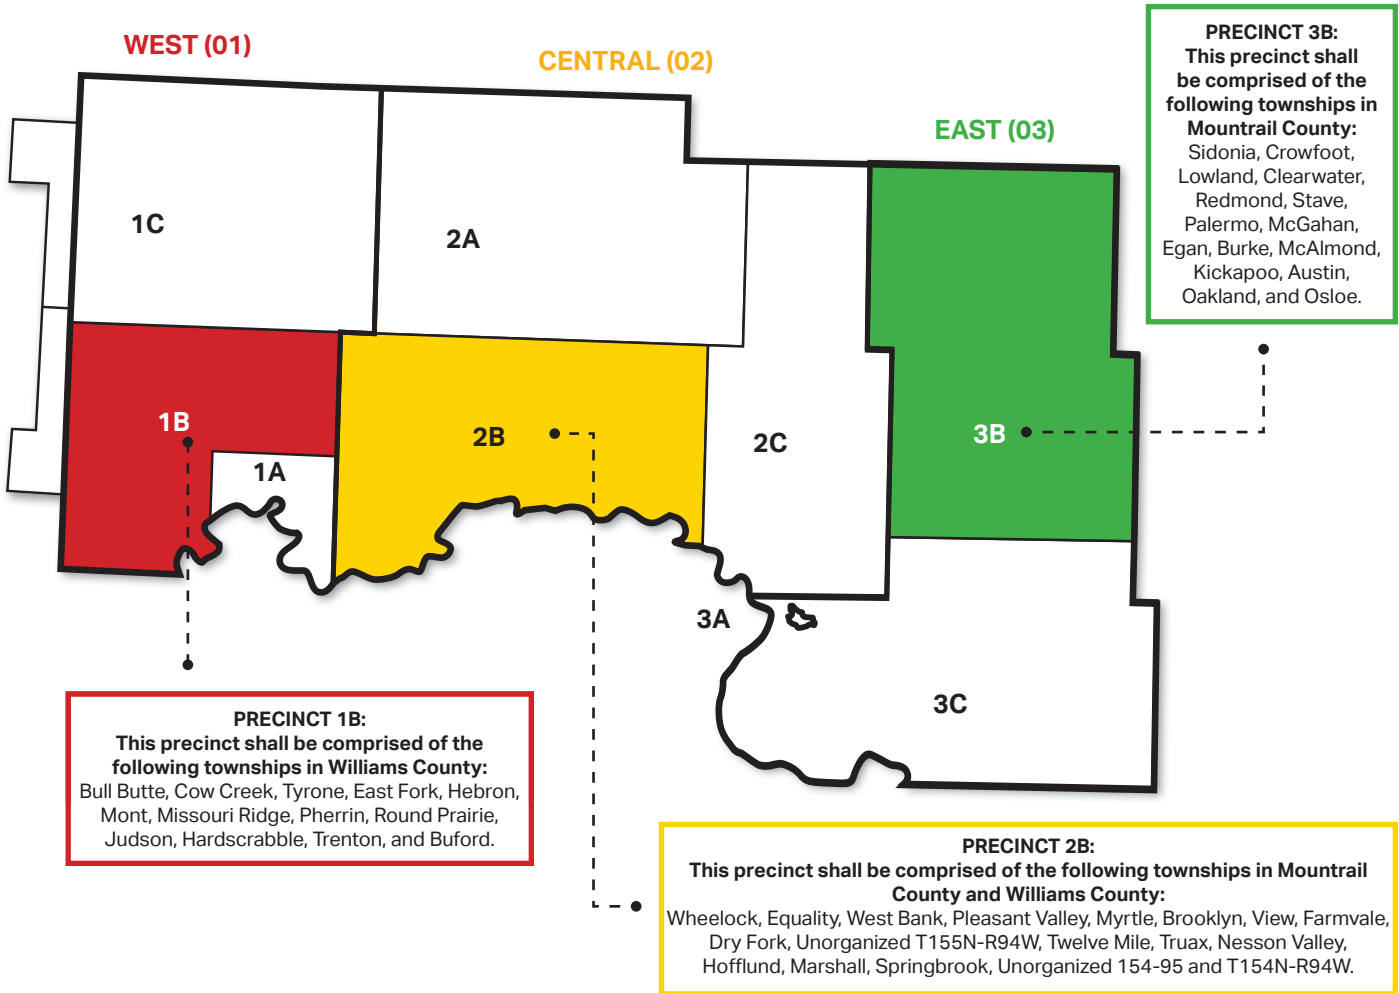 WEST (01)
CENTRAL (02)
EAST (03)
PRECINCT 3B:
This precinct shall
be comprised of the
following townships in
Mountrail County:
Sidonia, Crowfoot,
Lowland, Clearwater,
Redmond, Stave,
Palermo, McGahan,
Egan, Burke, McAlmond,
Kickapoo, Austin,
Oakland, and Osloe.
1C
2A
1B
1A
2B
2C
3B
3A
3C
PRECINCT 1B:
This precinct shall be comprised of the
following townships in Williams County:
Bull Butte, Cow Creek, Tyrone, East Fork, Hebron,
Mont, Missouri Ridge, Pherrin, Round Prairie,
Judson, Hardscrabble, Trenton, and Buford.
PRECINCT 2B:
This precinct shall be comprised of the following townships in Mountrail
County and Williams County:
Wheelock, Equality, West Bank, Pleasant Valley, Myrtle, Brooklyn, View, Farmvale,
Dry Fork, Unorganized T155N-R94W, Twelve Mile, Truax, Nesson Valley,
Hofflund, Marshall, Springbrook, Unorganized 154-95 and T154N-R94W.